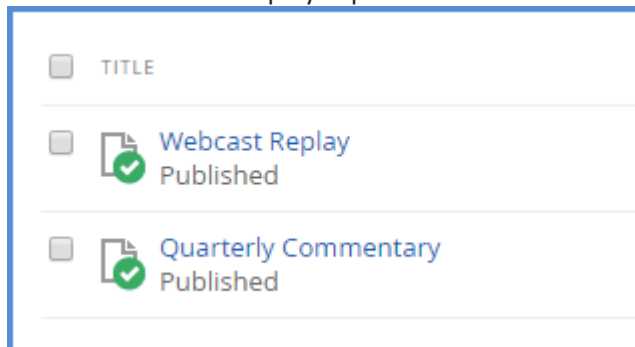 TITLE
Webcast Replay
Published
Quarterly Commentary
Published